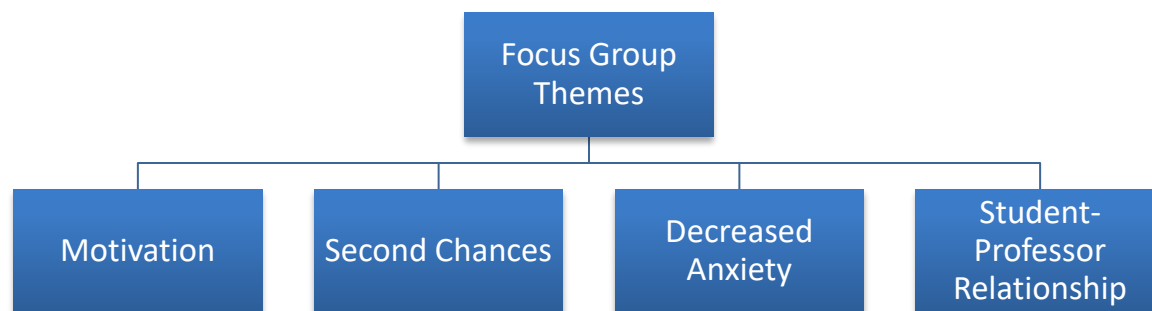 Focus Group
Themes
Motivation
Second Chances
Decreased
Anxiety
Student-
Professor
Relationship